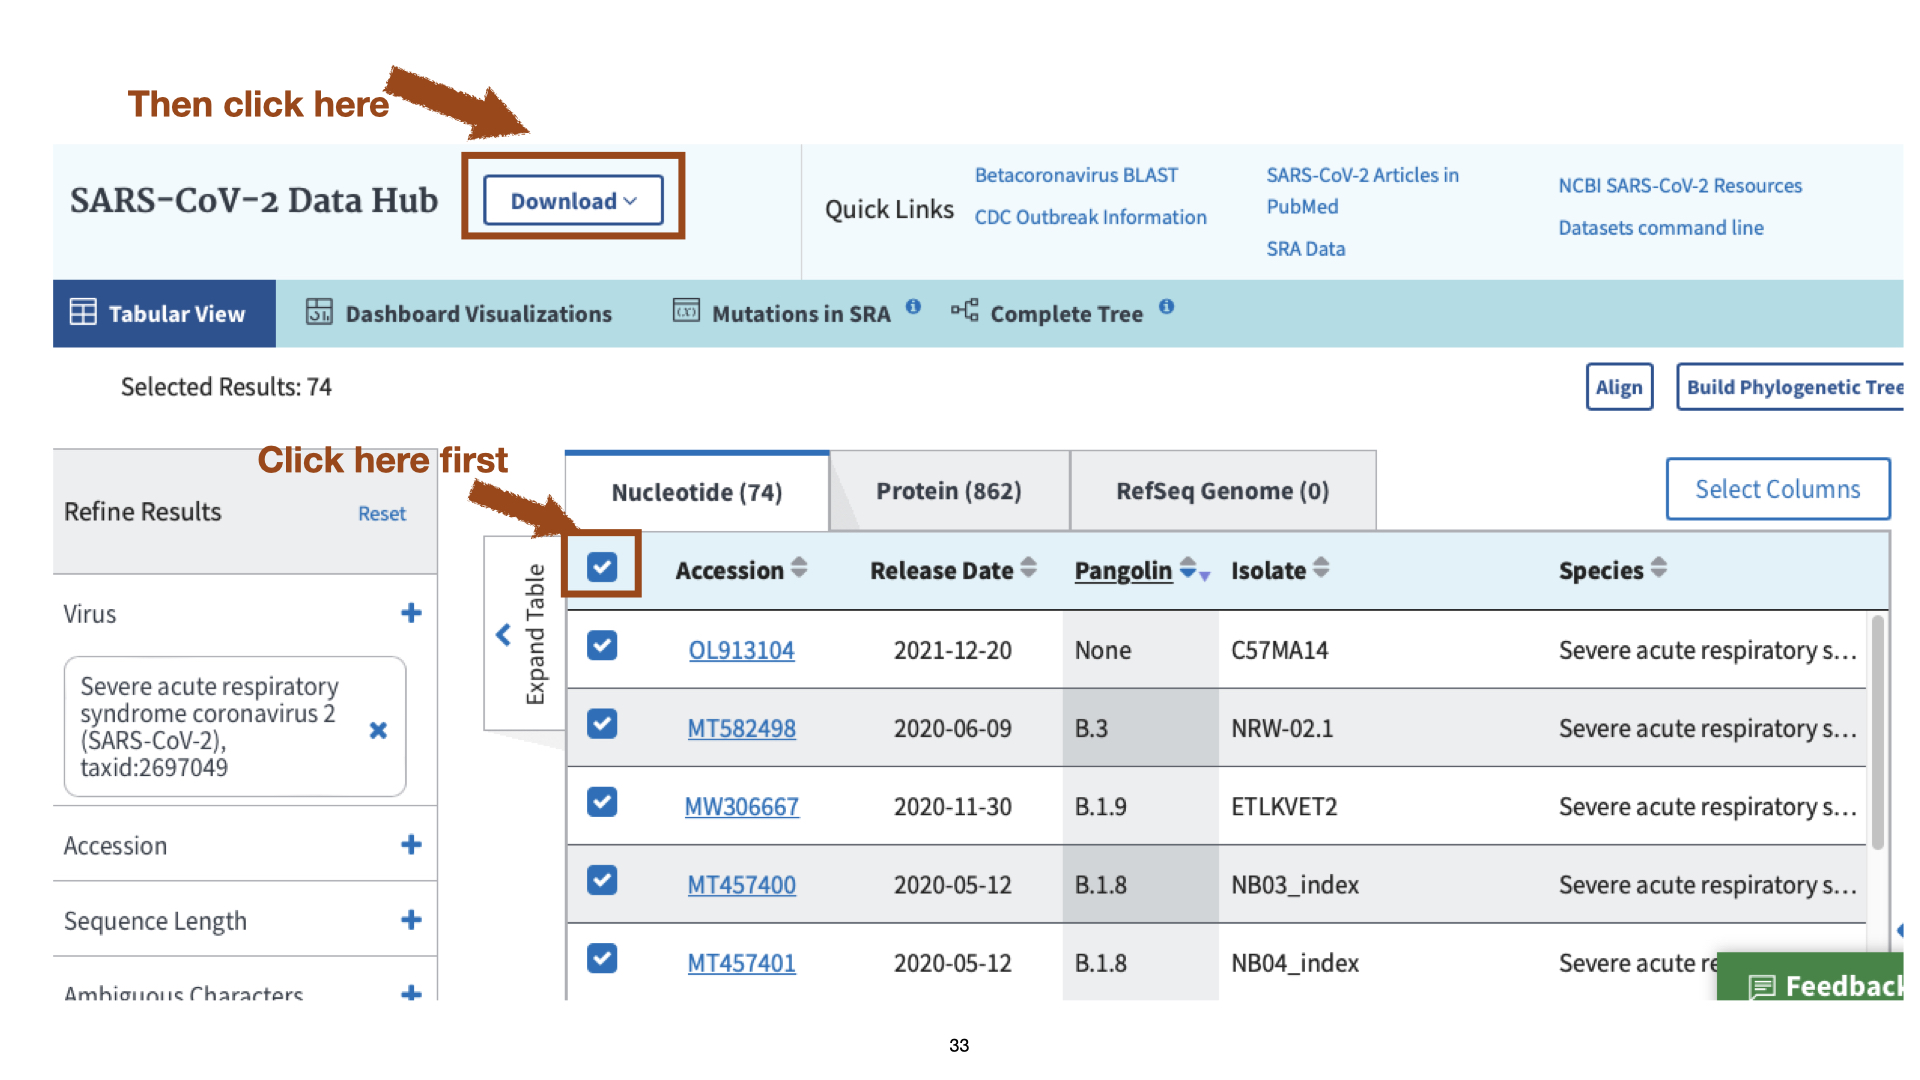 Then click here
SARS-CoV-2 Data Hub
Download
Quick Links
Betacoronavirus BLAST
CDC Outbreak Information
SARS-CoV-2 Articles in
PubMed
SRA Data
NCBI SARS-CoV-2 Resources
Datasets command line
Tabular View
Dashboard Visualizations
Mutations in SRA
Complete Tree
Selected Results: 74
Align
Build Phylogenetic Tree
Click here first
Refine Results
Reset
Virus
Severe acute respiratory
syndrome coronavirus 2
(SARS-CoV-2),
taxid:2697049
Accession
Sequence Length
Ambiguous Characters
Expand Table
Nucleotide (74)
Protein (862)
RefSeq Genome (0)
Select Columns
Accession Release Date Pangolin Isolate Species
OL913104 2021-12-20 None C57MA14 Severe acute respiratory s...
MT582498 2020-06-09 B.3 NRW-02.1 Severe acute respiratory s...
MW306667 2020-11-30 B.1.9 ETLKVET2 Severe acute respiratory s...
MT457400 2020-05-12 B.1.8 NB03_index Severe acute respiratory s...
MT457401 2020-05-12 B.1.8 NB04_index Severe acute re
Feedback
33